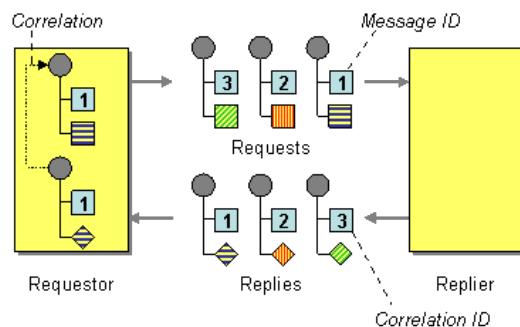 Correlation
Message ID
1
3 2 1
Requests
1
1 2 3
Requestor
Replies
Replier
Correlation ID